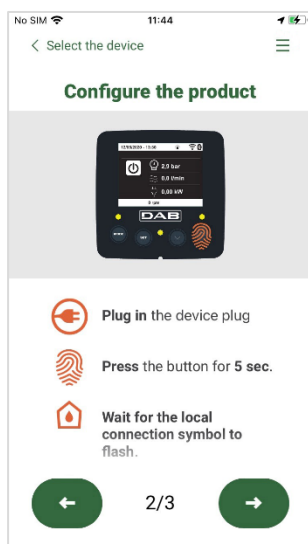 No SIM 11:44
Select the device
Configure the product
2,9 bar
0,0 l/min
0,00 kW
DAB
Plug in the device plug
Press the button for 5 sec.
Wait for the local
connection symbol to
flash.
2/3